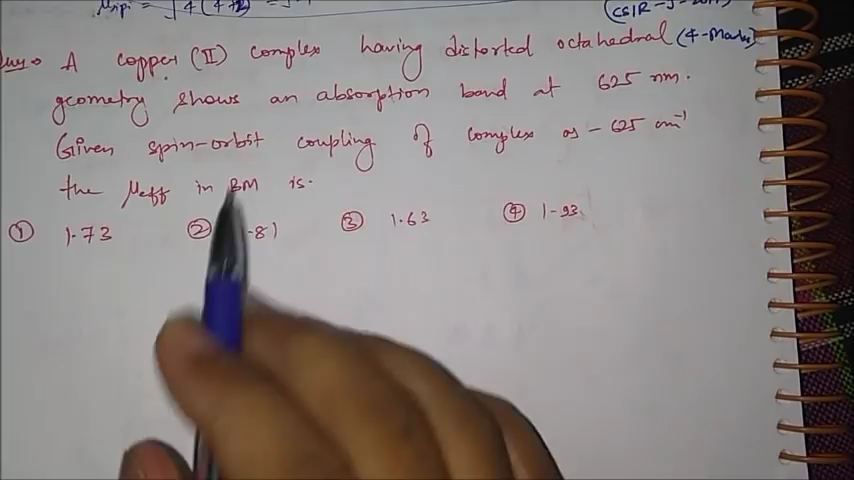 (CSIR-J-
A copper (II) complex having distorted octahedral (4-Marks)
geometry shows an absorption band at 625 nm.
Given spin-orbit coupling of complex as -625 cm⁻¹
the μeff in BM is.
① 1.73 ② -81 ③ 1.63 ④ 1-93